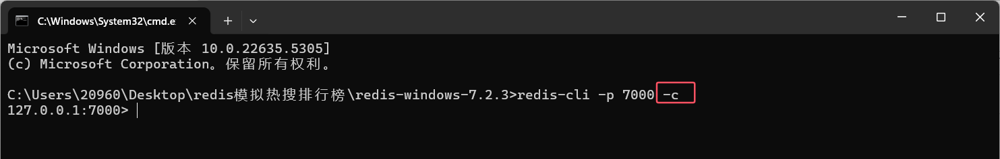 C:\Windows\System32\cmd.e
Microsoft Windows [版本 10.0.22635.5305]
(c) Microsoft Corporation。保留所有权利。
C:\Users\20960\Desktop\redis模拟热搜排行榜\redis-windows-7.2.3>redis-cli -p 7000 -c
127.0.0.1:7000>